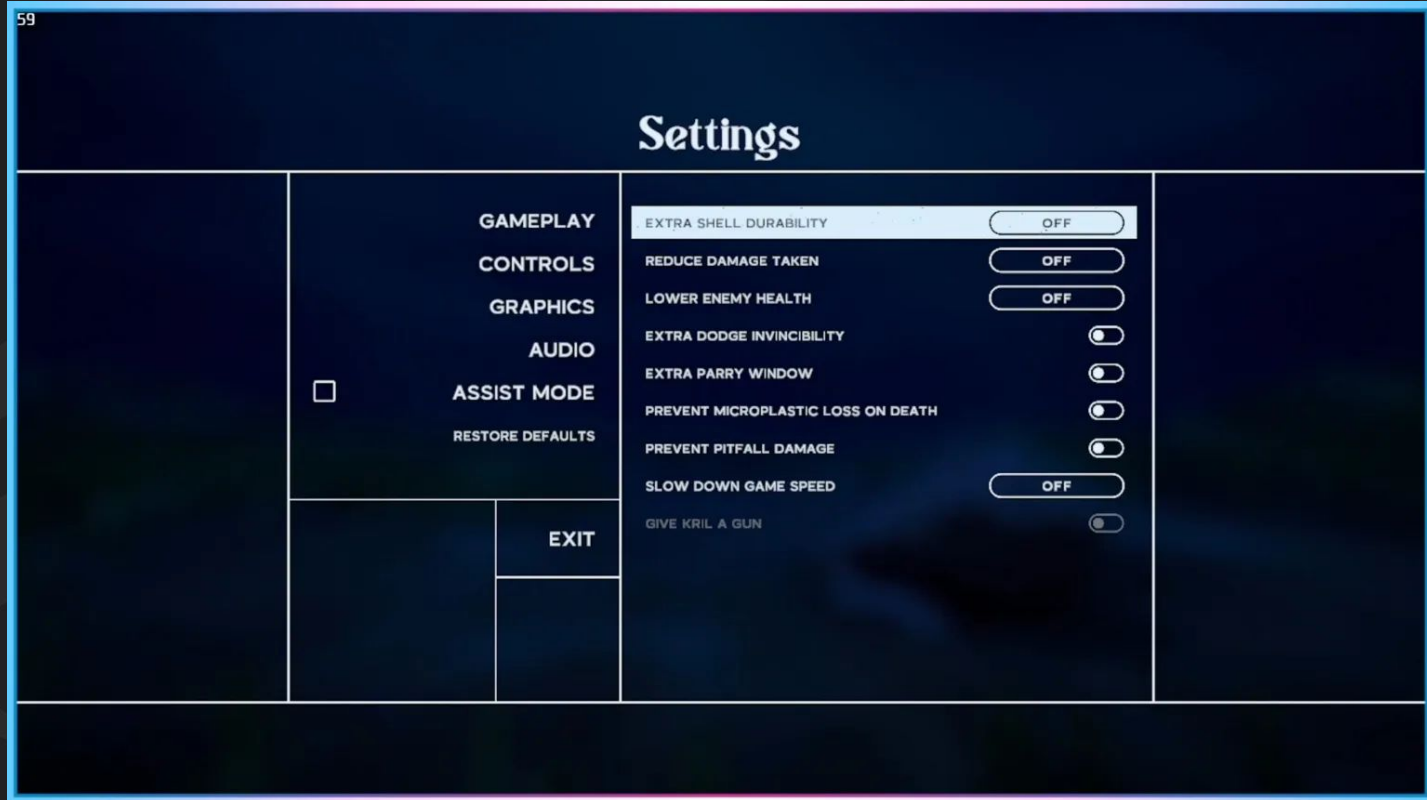 59
Settings
GAMEPLAY
CONTROLS
GRAPHICS
AUDIO
ASSIST MODE
RESTORE DEFAULTS
EXIT
EXTRA SHELL DURABILITY OFF
REDUCE DAMAGE TAKEN OFF
LOWER ENEMY HEALTH OFF
EXTRA DODGE INVINCIBILITY
EXTRA PARRY WINDOW
PREVENT MICROPLASTIC LOSS ON DEATH
PREVENT PITFALL DAMAGE
SLOW DOWN GAME SPEED OFF
GIVE KRIL A GUN